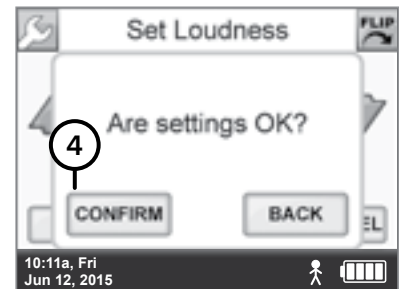 Set Loudness
FLIP
Are settings OK?
4
CONFIRM
BACK
EL
10:11a, Fri
Jun 12, 2015